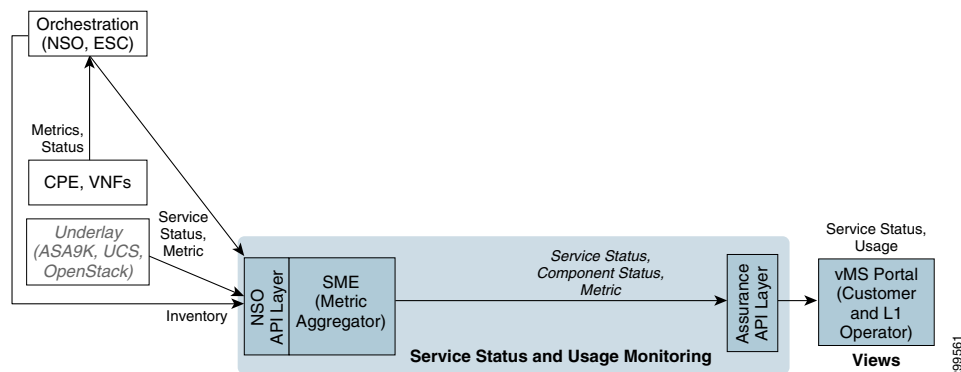 Orchestration
(NSO, ESC)
Metrics,
Status
CPE, VNFs
Underlay
(ASA9K, UCS,
OpenStack)
Service
Status,
Metric
Inventory
NSO
API Layer
SME
(Metric
Aggregator)
Service Status,
Component Status,
Metric
Assurance
API Layer
Service Status and Usage Monitoring
Service Status,
Usage
vMS Portal
(Customer
and L1
Operator)
Views